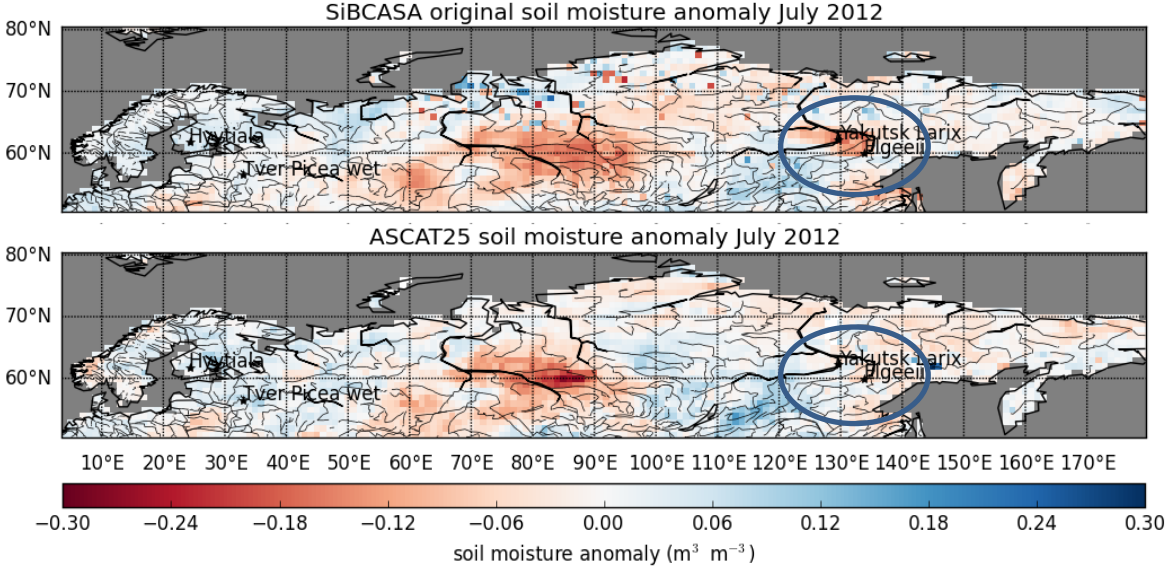 SiBCASA original soil moisture anomaly July 2012
80°N
70°N
60°N
Hyytiala
Tver Picea wet
Yakutsk Larix
Elgeeii
ASCAT25 soil moisture anomaly July 2012
80°N
70°N
60°N
Hyytiala
Tver Picea wet
Yakutsk Larix
Elgeeii
10°E 20°E 30°E 40°E 50°E 60°E 70°E 80°E 90°E 100°E 110°E 120°E 130°E 140°E 150°E 160°E 170°E
−0.30 −0.24 −0.18 −0.12 −0.06 0.00 0.06 0.12 0.18 0.24 0.30
soil moisture anomaly (m³ m⁻³)